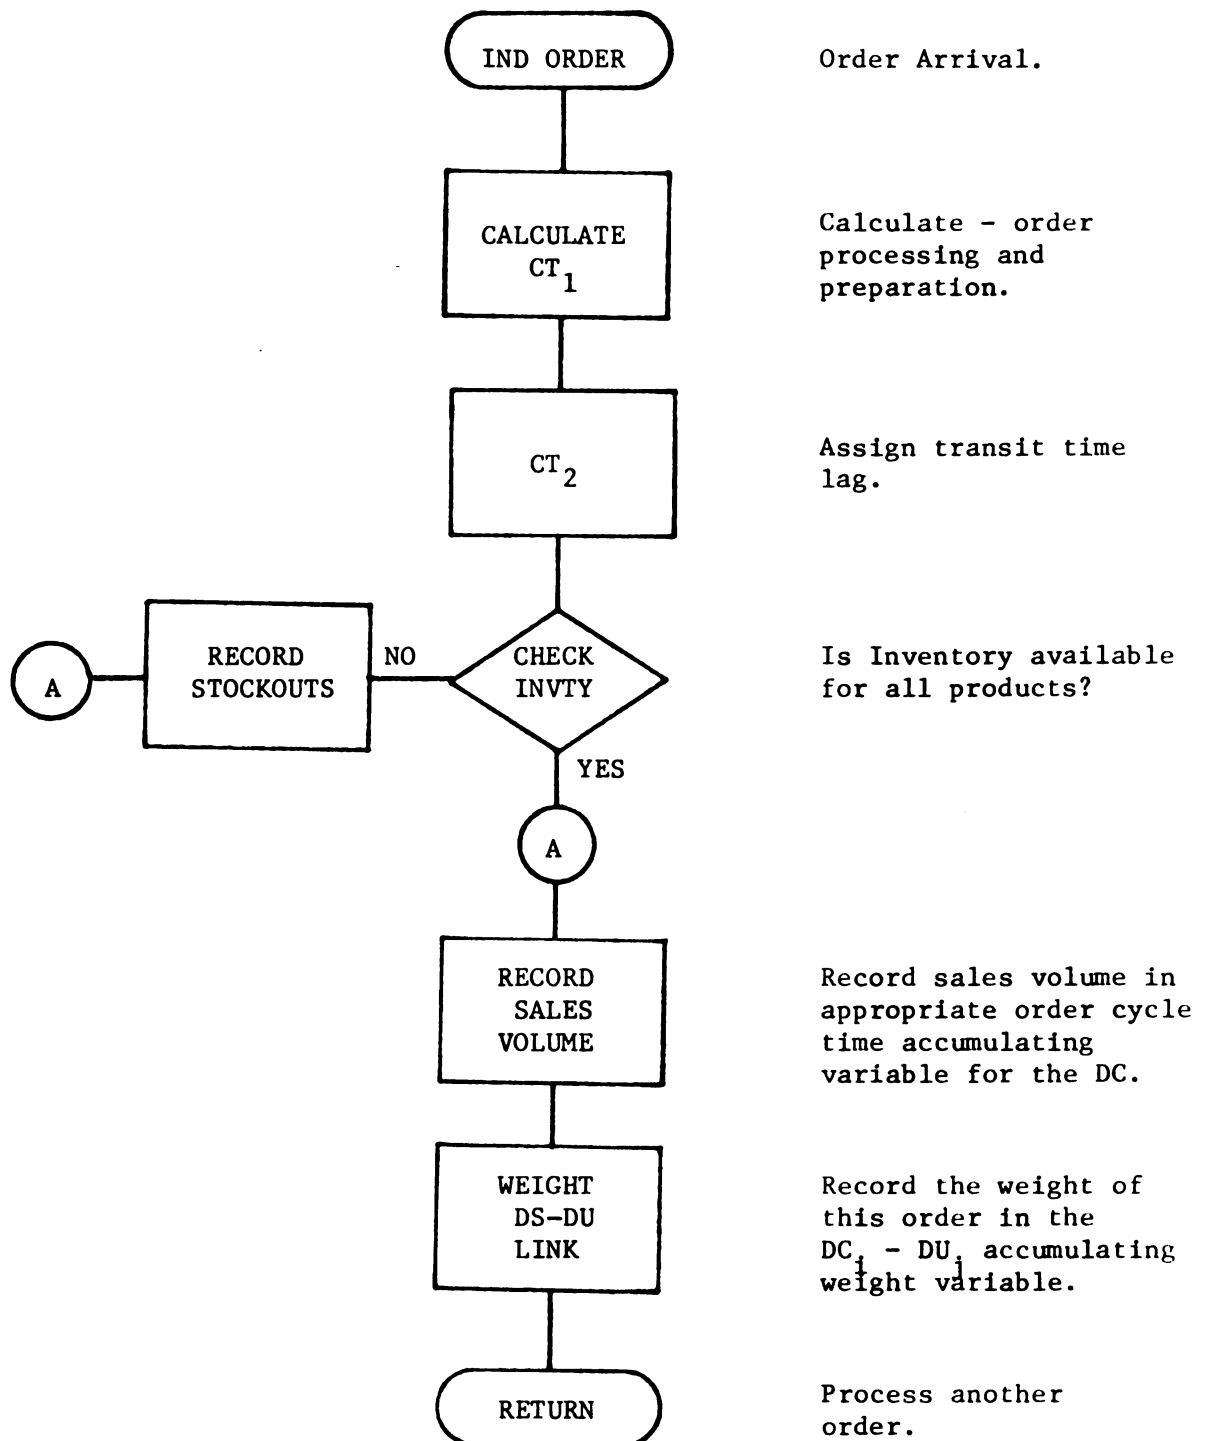 IND ORDER
Order Arrival.
CALCULATE
CT1
Calculate - order
processing and
preparation.
CT2
Assign transit time
lag.
A
RECORD
STOCKOUTS
NO
CHECK
INVTY
YES
Is Inventory available
for all products?
A
RECORD
SALES
VOLUME
Record sales volume in
appropriate order cycle
time accumulating
variable for the DC.
WEIGHT
DS-DU
LINK
Record the weight of
this order in the
DCi - DUj accumulating
weight variable.
RETURN
Process another
order.